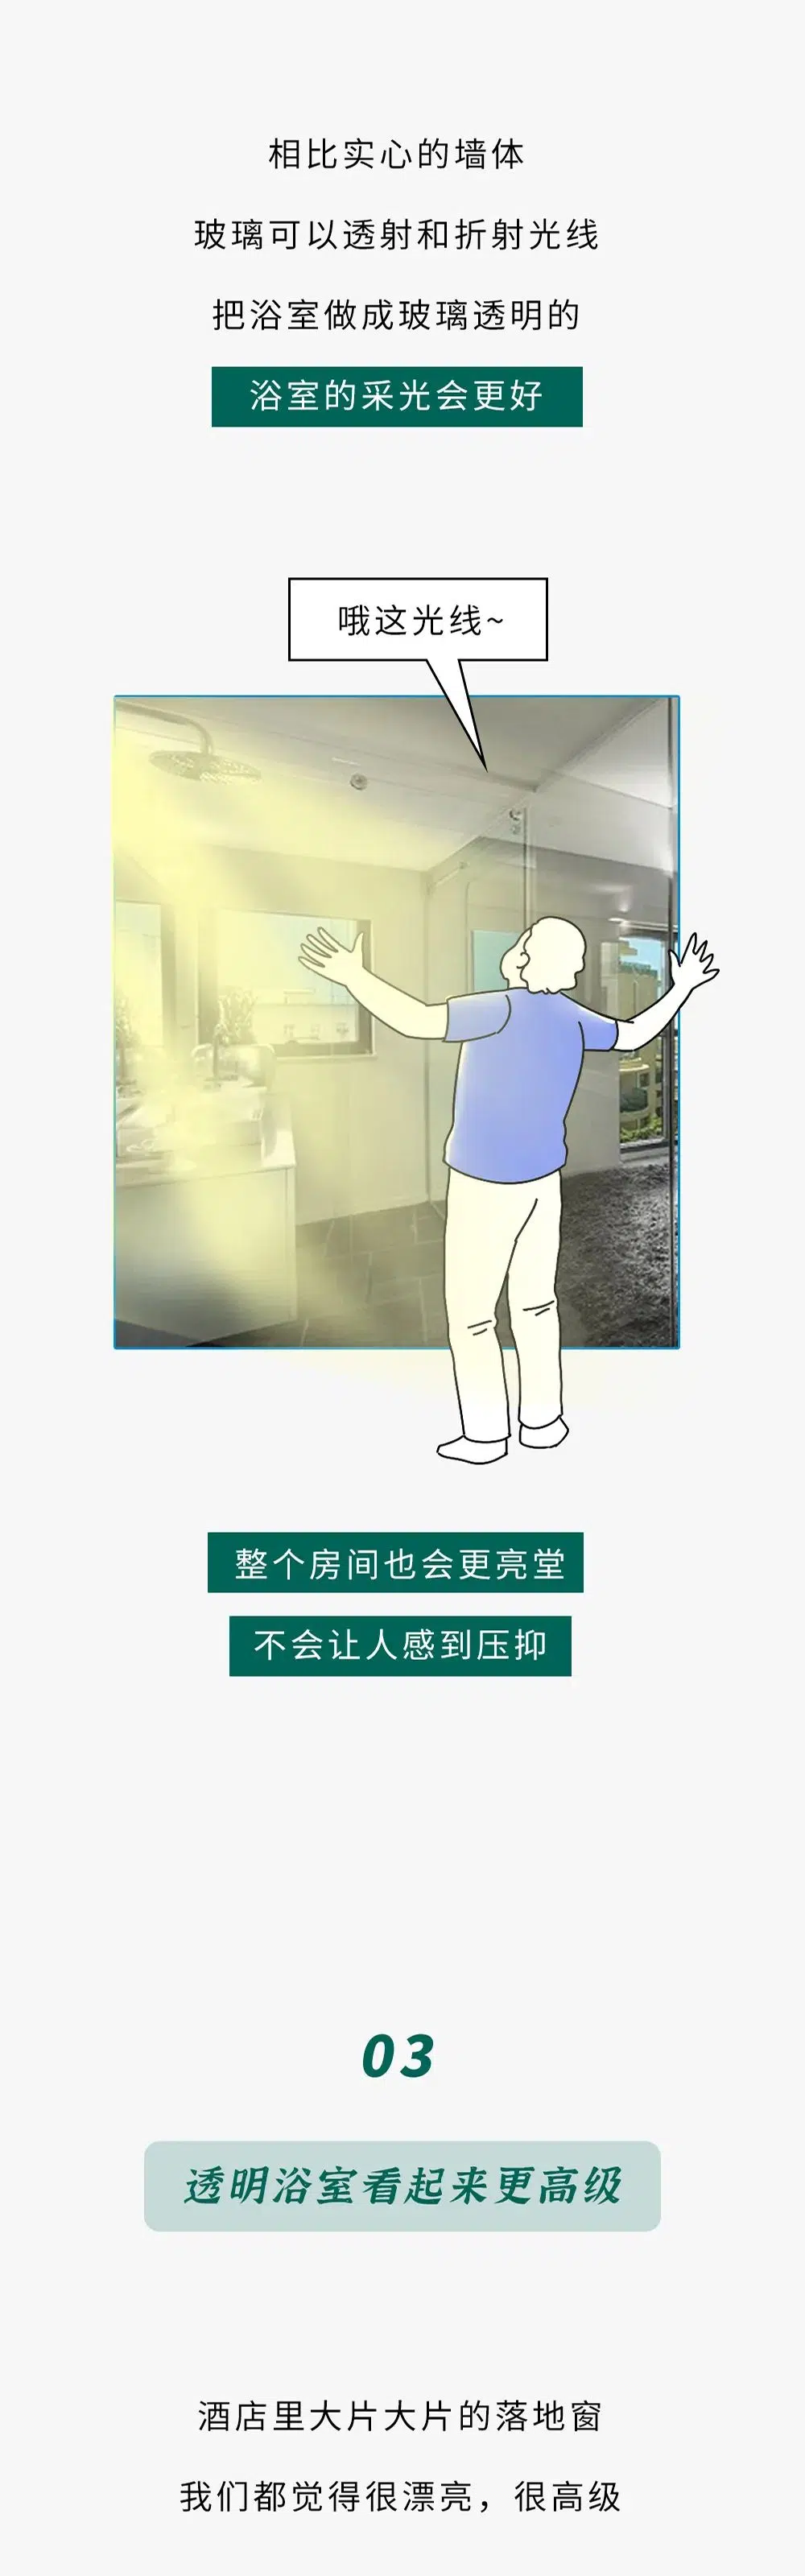 相比实心的墙体
玻璃可以透射和折射光线
把浴室做成玻璃透明的
浴室的采光会更好
哦这光线~
整个房间也会更亮堂
不会让人感到压抑
03
透明浴室看起来更高级
酒店里大片大片的落地窗
我们都觉得很漂亮，很高级